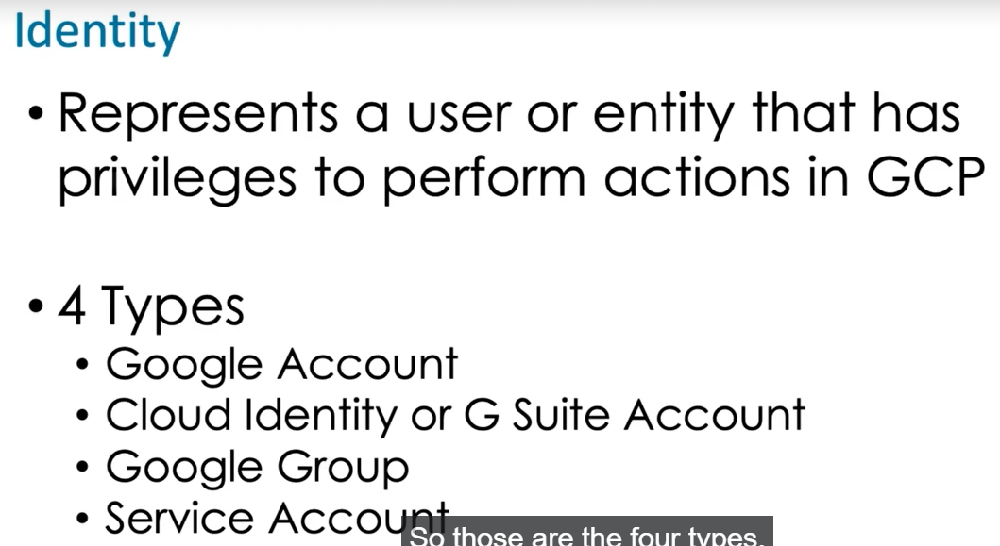 Identity
• Represents a user or entity that has
privileges to perform actions in GCP
• 4 Types
• Google Account
• Cloud Identity or G Suite Account
• Google Group
• Service Account
So those are the four types.